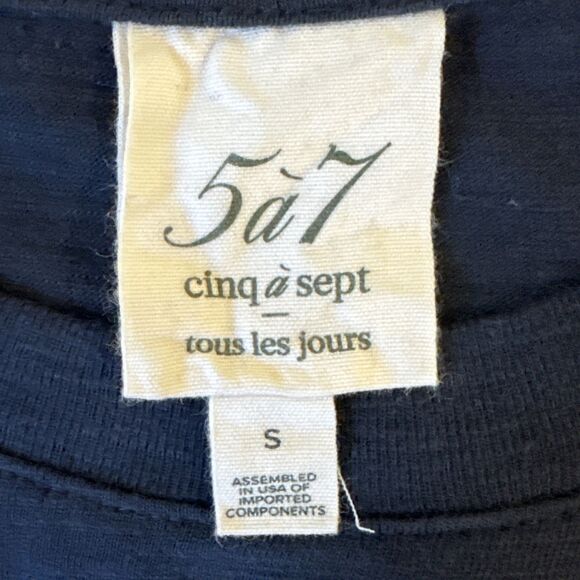 5à7
cinq à sept
tous les jours
S
ASSEMBLED
IN USA OF
IMPORTED
COMPONENTS